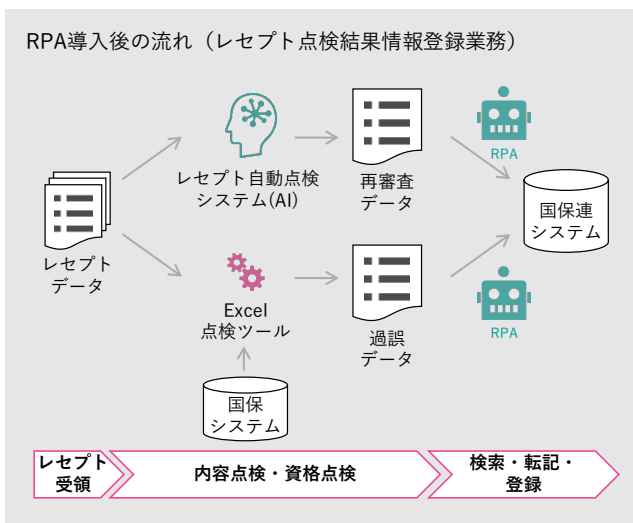 RPA導入後の流れ（レセプト点検結果情報登録業務）
レセプト
データ
レセプト自動点検
システム(AI)
再審査
データ
RPA
国保連
システム
Excel
点検ツール
過誤
データ
RPA
国保
システム
レセプト
受領
内容点検・資格点検
検索・転記・
登録